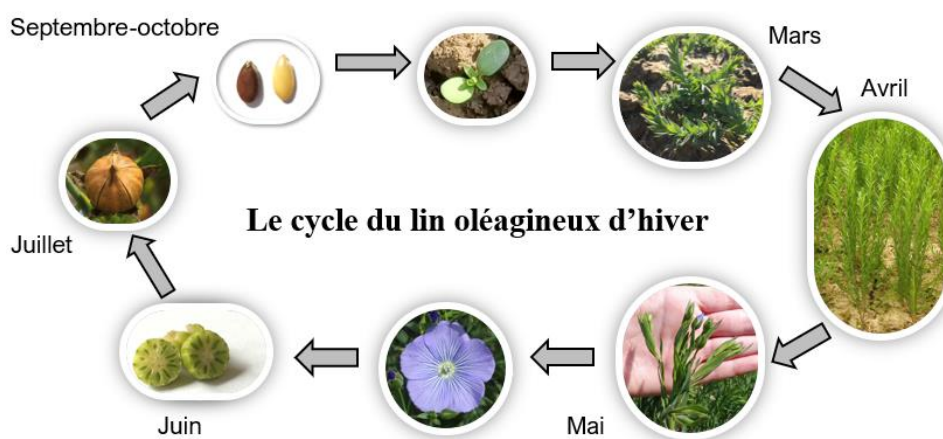 Septembre-octobre
Mars
Avril
Le cycle du lin oléagineux d’hiver
Juillet
Juin
Mai